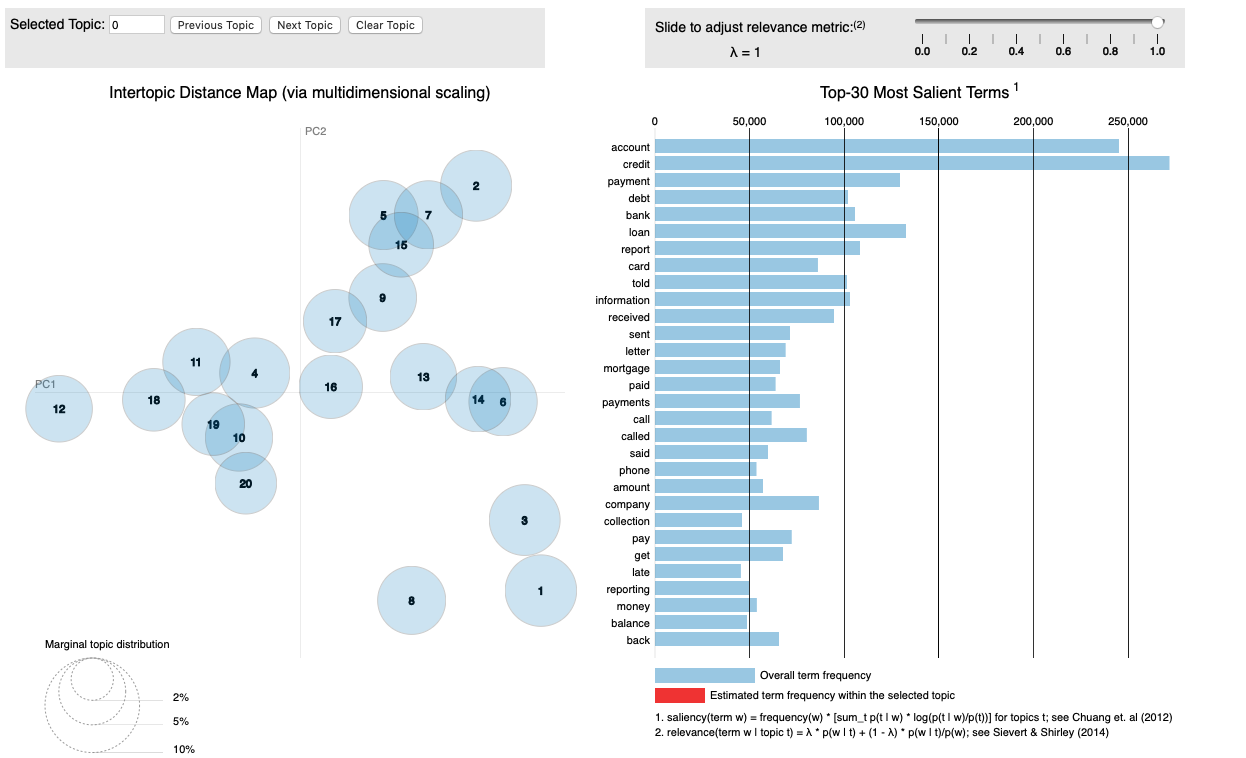 Selected Topic: 0 Previous Topic Next Topic Clear Topic
Slide to adjust relevance metric:(2)
λ = 1
0.0 0.2 0.4 0.6 0.8 1.0
Intertopic Distance Map (via multidimensional scaling)
PC2
PC1
2
5
7
15
9
17
11
4
16
13
14
6
12
18
19
10
20
3
1
8
Marginal topic distribution
2%
5%
10%
Top-30 Most Salient Terms 1
0 50,000 100,000 150,000 200,000 250,000
account
credit
payment
debt
bank
loan
report
card
told
information
received
sent
letter
mortgage
paid
payments
call
called
said
phone
amount
company
collection
pay
get
late
reporting
money
balance
back
Overall term frequency
Estimated term frequency within the selected topic
1. saliency(term w) = frequency(w) * [sum_t p(t | w) * log(p(t | w)/p(t))] for topics t; see Chuang et. al (2012)
2. relevance(term w | topic t) = λ * p(w | t) + (1 - λ) * p(w | t)/p(w); see Sievert & Shirley (2014)